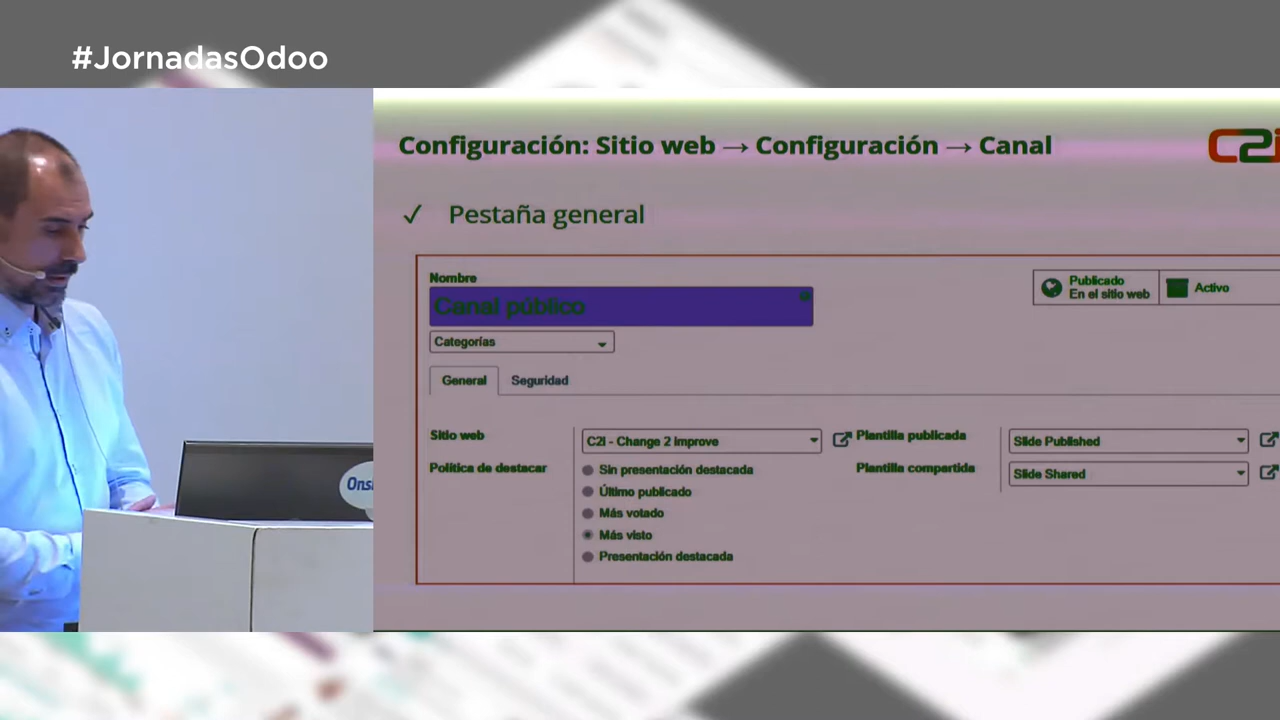 #JornadasOdoo
Configuración: Sitio web → Configuración → Canal
C2i
✓ Pestaña general
Nombre
Canal público
Publicado
En el sitio web
Activo
Categorías
General Seguridad
Sitio web
C2i - Change 2 improve
Plantilla publicada
Slide Published
Política de destacar
Sin presentación destacada
Plantilla compartida
Slide Shared
Último publicado
Más votado
Más visto
Presentación destacada